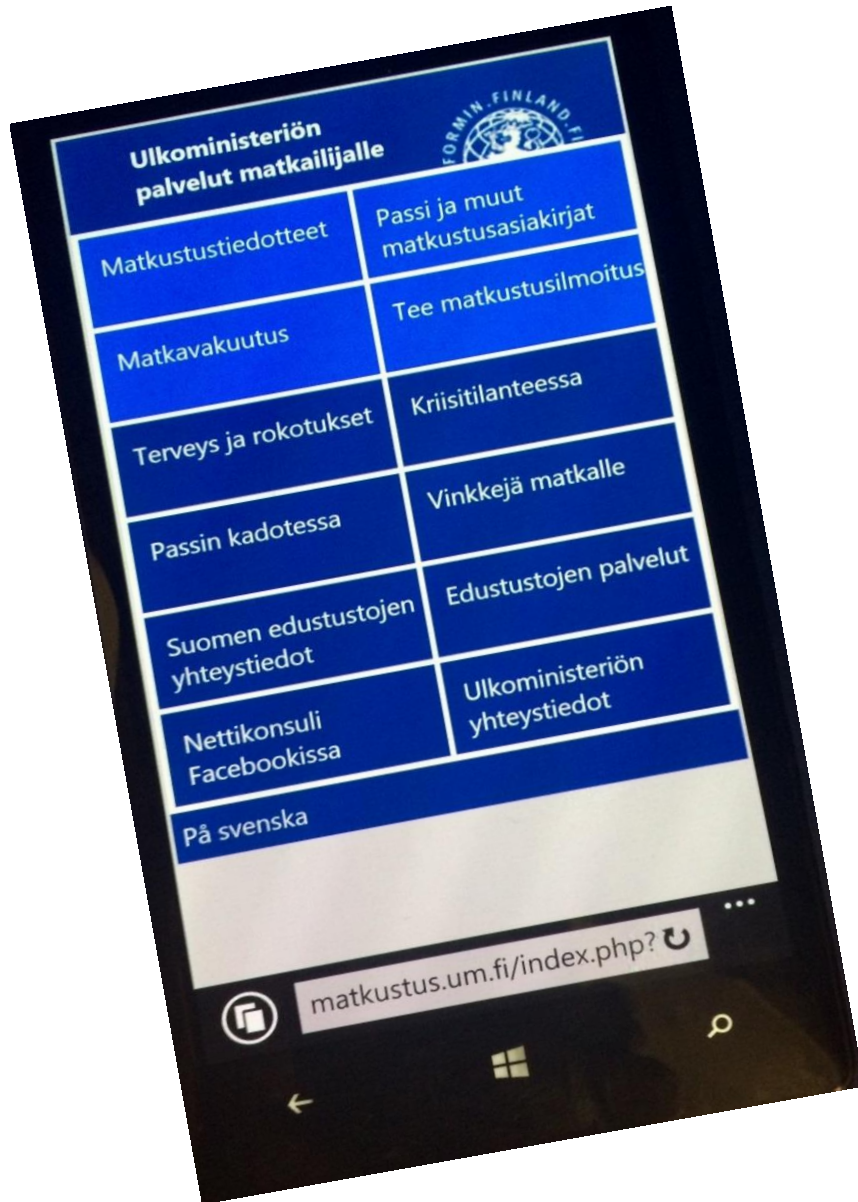 Ulkoministeriön
palvelut matkailijalle
FORMIN.FINLAND.FI
Matkustustiedotteet
Passi ja muut
matkustusasiakirjat
Matkavakuutus
Tee matkustusilmoitus
Terveys ja rokotukset
Kriisitilanteessa
Passin kadotessa
Vinkkejä matkalle
Suomen edustustojen
yhteystiedot
Edustustojen palvelut
Nettikonsuli
Facebookissa
Ulkoministeriön
yhteystiedot
På svenska
matkustus.um.fi/index.php?